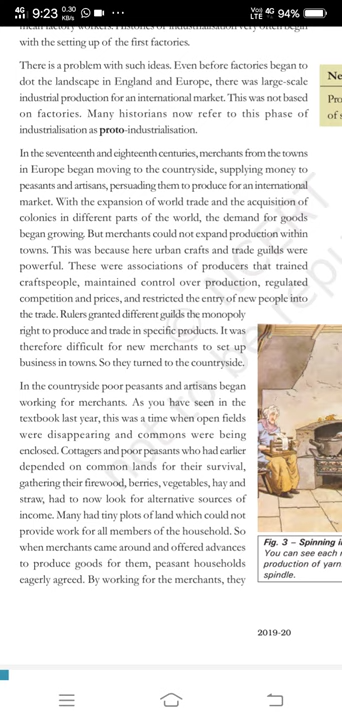 4G 9:23 0.30 KB/s ... Voi) LTE 4G 94%
with the setting up of the first factories.
There is a problem with such ideas. Even before factories began to
dot the landscape in England and Europe, there was large-scale
industrial production for an international market. This was not based
on factories. Many historians now refer to this phase of
industrialisation as proto-industrialisation.
In the seventeenth and eighteenth centuries, merchants from the towns
in Europe began moving to the countryside, supplying money to
peasants and artisans, persuading them to produce for an international
market. With the expansion of world trade and the acquisition of
colonies in different parts of the world, the demand for goods
began growing. But merchants could not expand production within
towns. This was because here urban crafts and trade guilds were
powerful. These were associations of producers that trained
craftspeople, maintained control over production, regulated
competition and prices, and restricted the entry of new people into
the trade. Rulers granted different guilds the monopoly
right to produce and trade in specific products. It was
therefore difficult for new merchants to set up
business in towns. So they turned to the countryside.
In the countryside poor peasants and artisans began
working for merchants. As you have seen in the
textbook last year, this was a time when open fields
were disappearing and commons were being
enclosed. Cottagers and poor peasants who had earlier
depended on common lands for their survival,
gathering their firewood, berries, vegetables, hay and
straw, had to now look for alternative sources of
income. Many had tiny plots of land which could not
provide work for all members of the household. So
when merchants came around and offered advances
to produce goods for them, peasant households
eagerly agreed. By working for the merchants, they
Ne
Pro
of s
Fig. 3 – Spinning i
You can see each
production of yarn
spindle.
2019-20